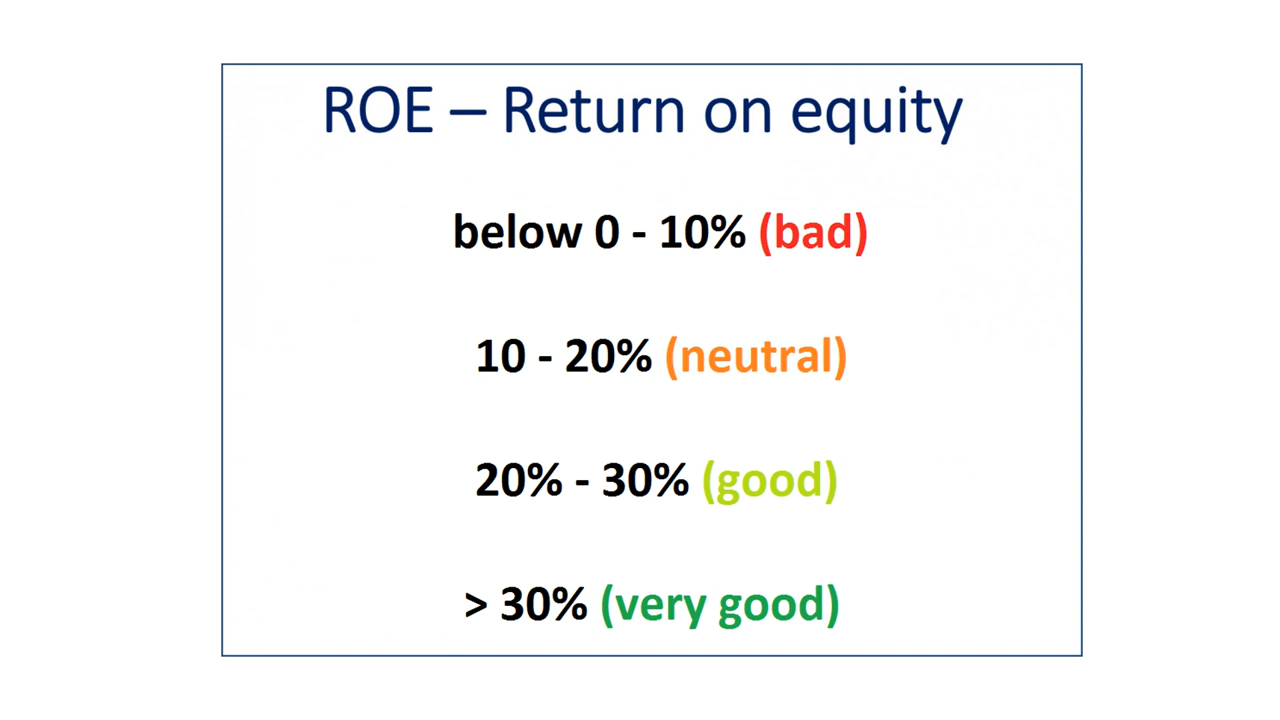 ROE – Return on equity
below 0 - 10% (bad)
10 - 20% (neutral)
20% - 30% (good)
> 30% (very good)